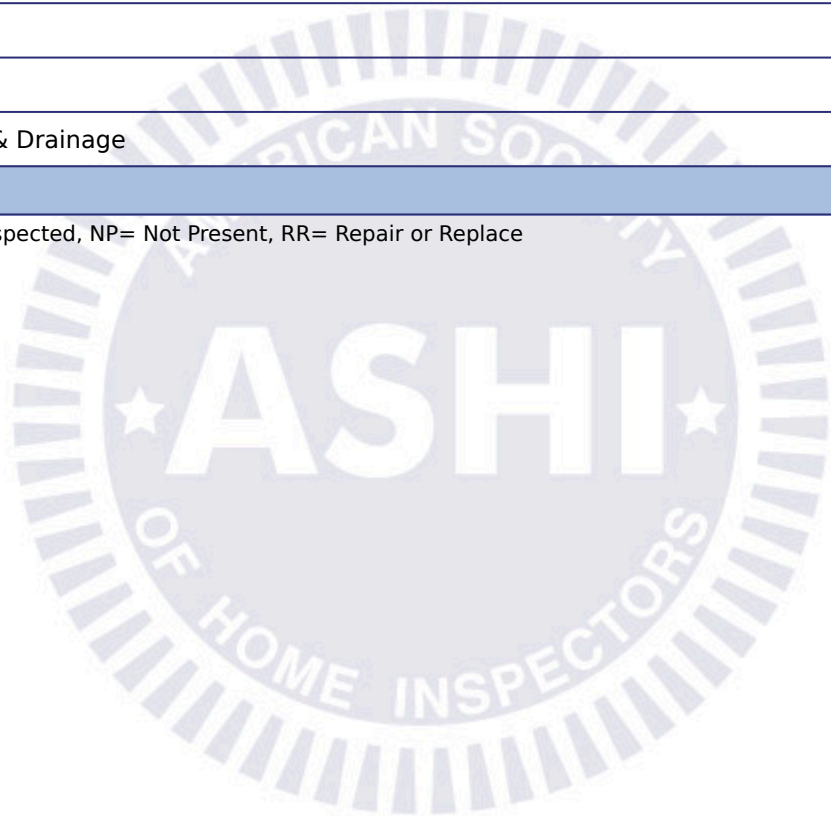 & Drainage
spected, NP= Not Present, RR= Repair or Replace
AMERICAN SOCIETY
ASHI
OF HOME INSPECTORS